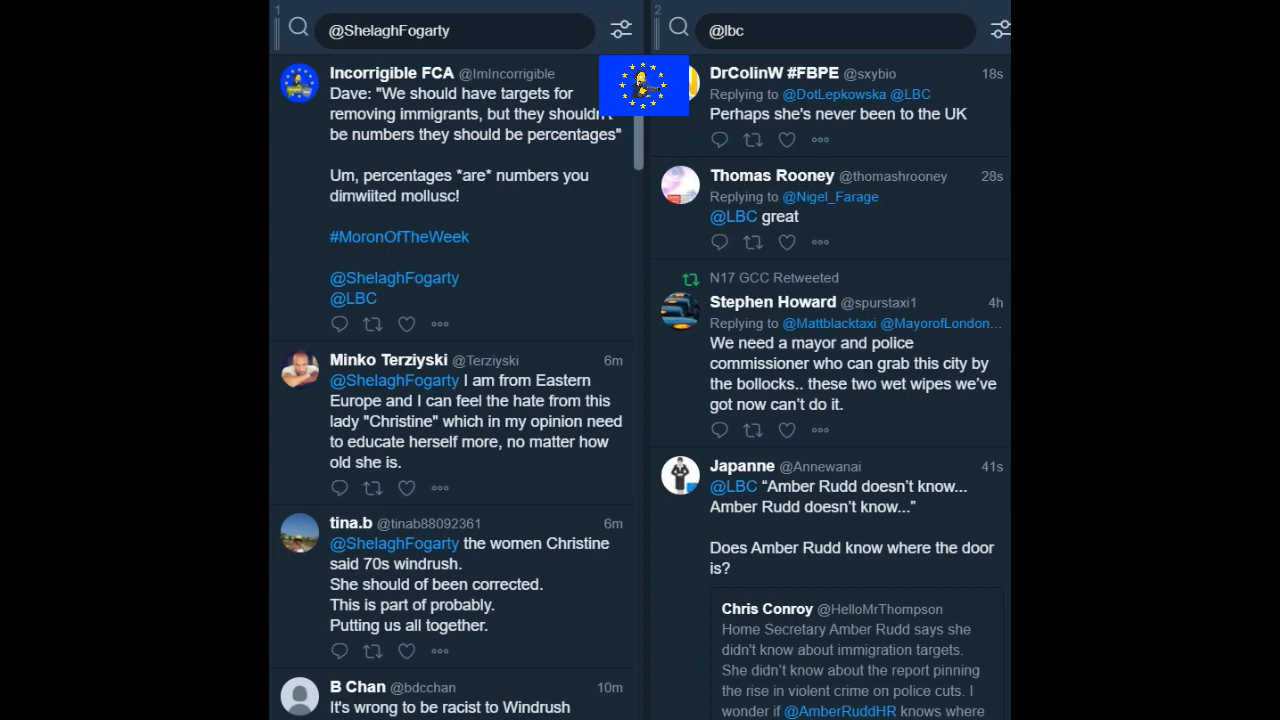 1
@ShelaghFogarty
Incorrigible FCA @ImIncorrigible
Dave: "We should have targets for
removing immigrants, but they shouldn't
be numbers they should be percentages"
Um, percentages *are* numbers you
dimwiited mollusc!
#MoronOfTheWeek
@ShelaghFogarty
@LBC
Minko Terziyski @Terziyski 6m
@ShelaghFogarty I am from Eastern
Europe and I can feel the hate from this
lady "Christine" which in my opinion need
to educate herself more, no matter how
old she is.
tina.b @tinab88092361 6m
@ShelaghFogarty the women Christine
said 70s windrush.
She should of been corrected.
This is part of probably.
Putting us all together.
B Chan @bdcchan 10m
It's wrong to be racist to Windrush
2
@lbc
DrColinW #FBPE @sxybio 18s
Replying to @DotLepkowska @LBC
Perhaps she's never been to the UK
Thomas Rooney @thomashrooney 28s
Replying to @Nigel_Farage
@LBC great
N17 GCC Retweeted
Stephen Howard @spurstaxi1 4h
Replying to @Mattblacktaxi @MayorofLondon...
We need a mayor and police
commissioner who can grab this city by
the bollocks.. these two wet wipes we've
got now can't do it.
Japanne @Annewanai 41s
@LBC “Amber Rudd doesn't know...
Amber Rudd doesn't know...”
Does Amber Rudd know where the door
is?
Chris Conroy @HelloMrThompson
Home Secretary Amber Rudd says she
didn't know about immigration targets.
She didn't know about the report pinning
the rise in violent crime on police cuts. I
wonder if @AmberRuddHR knows where